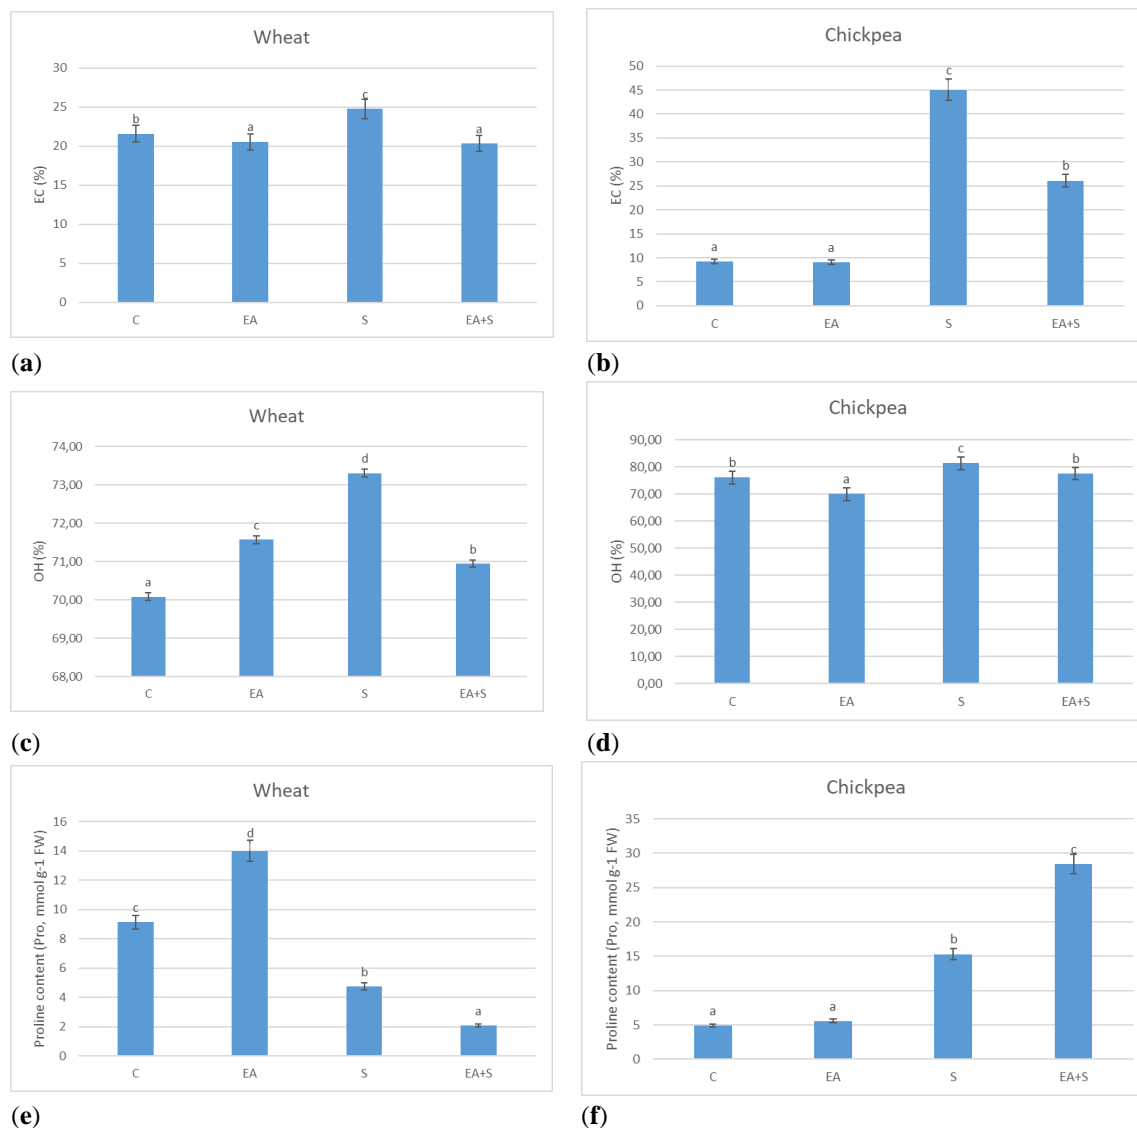 Wheat
EC (%)
30
25
20
15
10
5
0
b
a
c
a
C EA S EA+S
(a)
Chickpea
EC (%)
50
45
40
35
30
25
20
15
10
5
0
a
a
c
b
C EA S EA+S
(b)
Wheat
OH (%)
74,00
73,00
72,00
71,00
70,00
69,00
68,00
a
c
d
b
C EA S EA+S
(c)
Chickpea
OH (%)
90,00
80,00
70,00
60,00
50,00
40,00
30,00
20,00
10,00
0,00
b
a
c
b
C EA S EA+S
(d)
Wheat
Proline content (Pro, mmol g-1 FW)
16
14
12
10
8
6
4
2
0
c
d
b
a
C EA S EA+S
(e)
Chickpea
Proline content (Pro, mmol g-1 FW)
35
30
25
20
15
10
5
0
a
a
b
c
C EA S EA+S
(f)